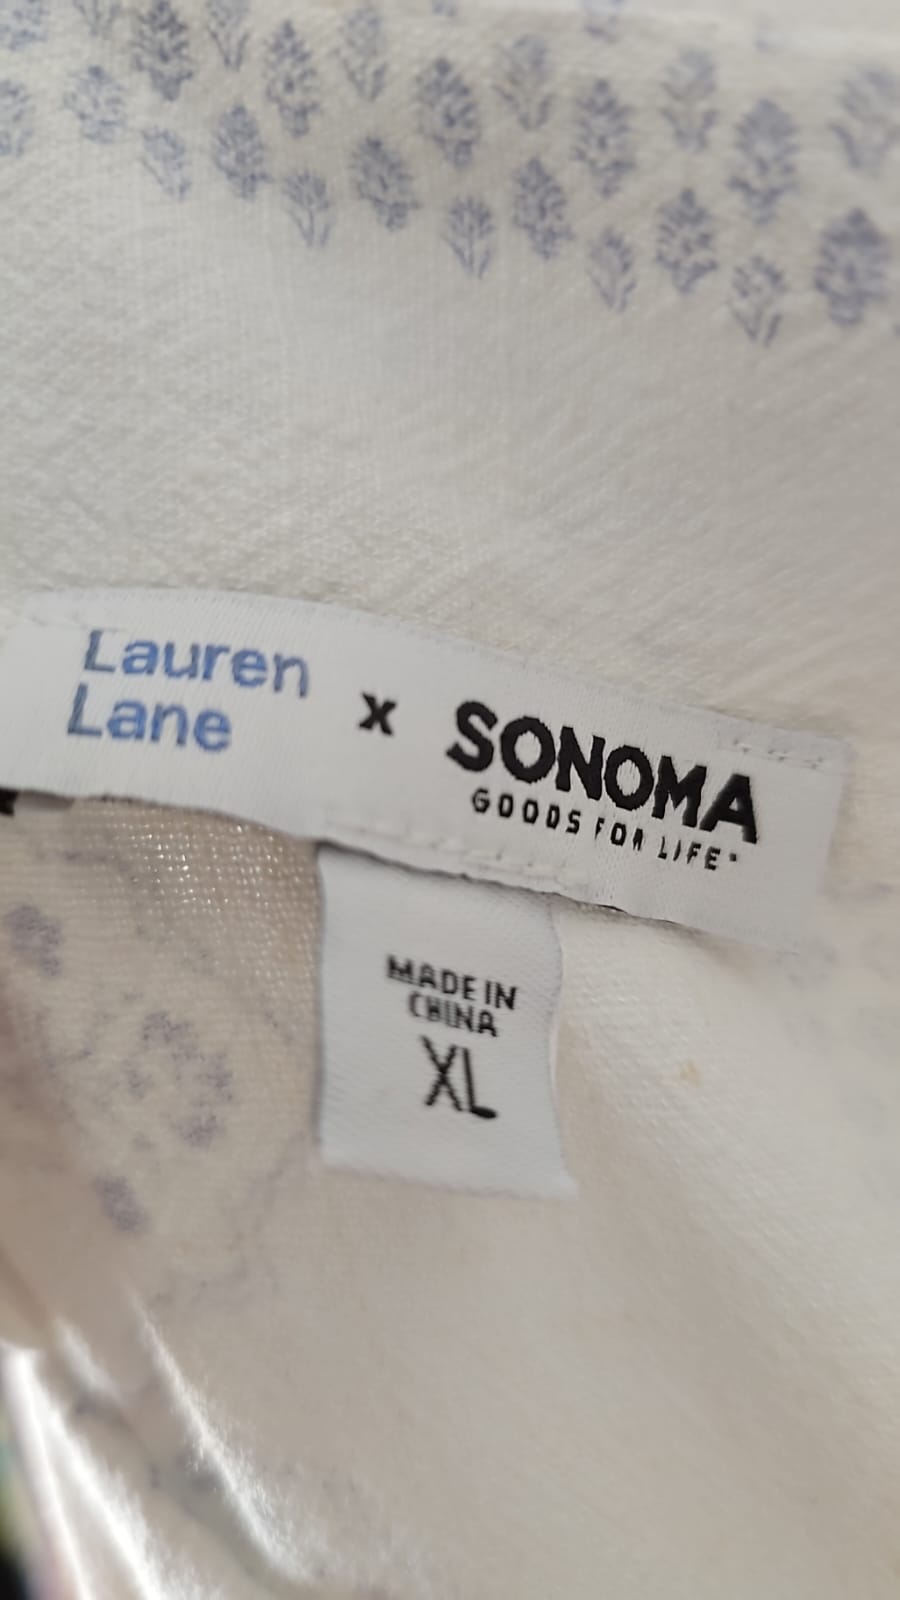 Lauren
Lane
x
SONOMA
GOODS FOR LIFE
MADE IN
CHINA
XL